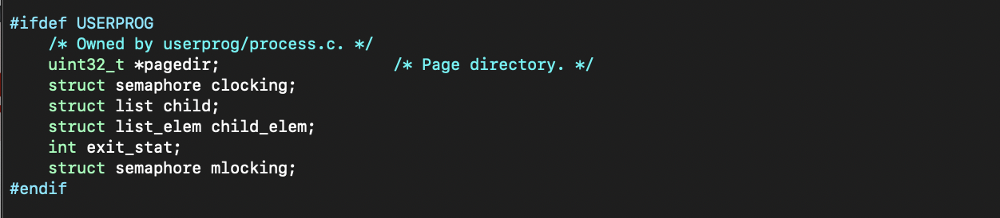 #ifdef USERPROG
    /* Owned by userprog/process.c. */
    uint32_t *pagedir;                  /* Page directory. */
    struct semaphore clocking;
    struct list child;
    struct list_elem child_elem;
    int exit_stat;
    struct semaphore mlocking;
#endif